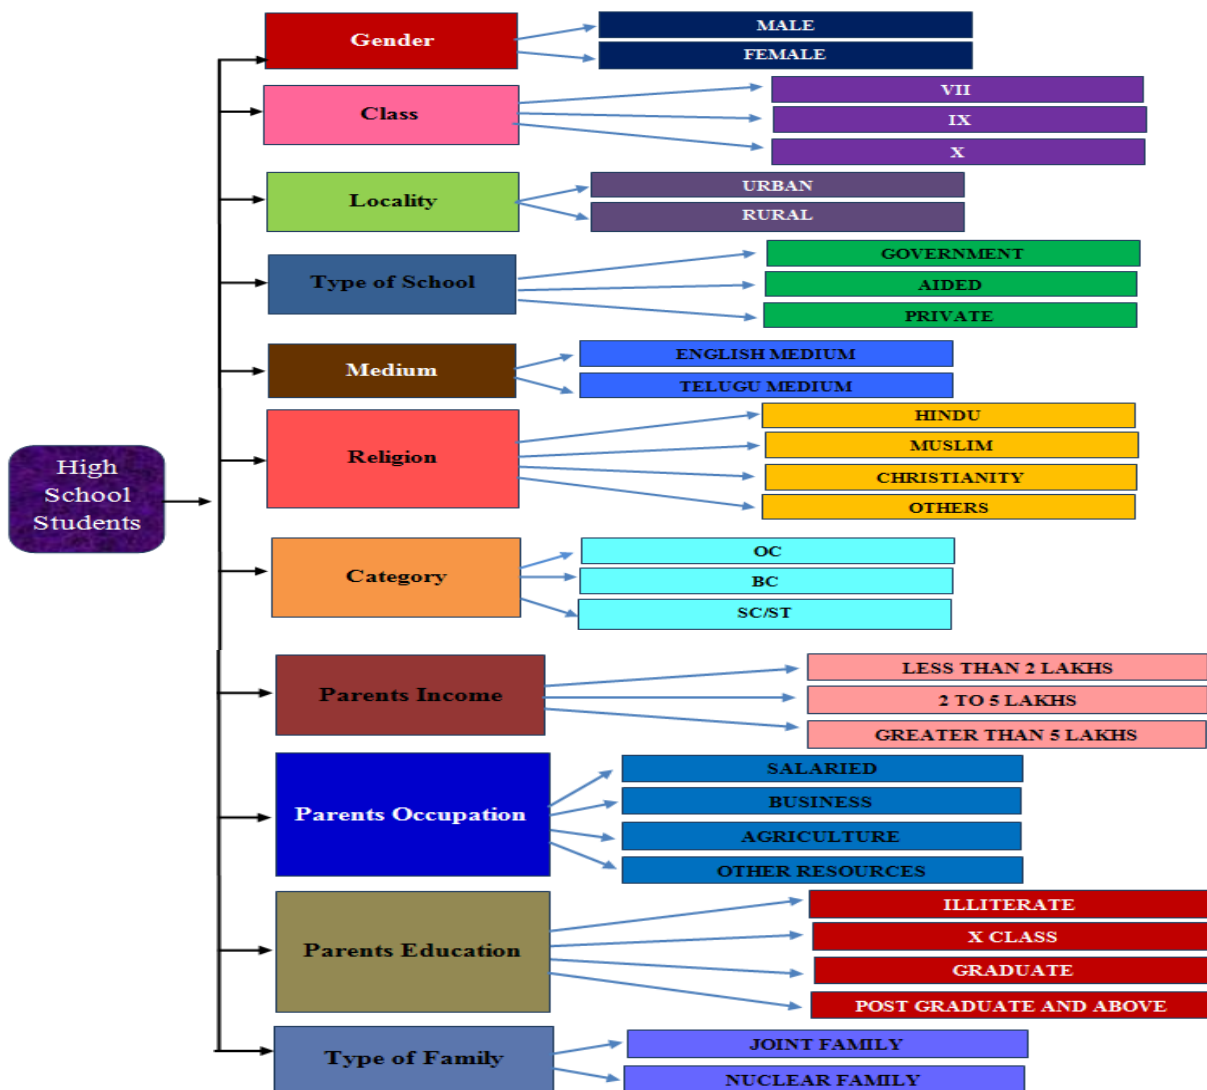 Gender
MALE
FEMALE
Class
VII
IX
X
Locality
URBAN
RURAL
Type of School
GOVERNMENT
AIDED
PRIVATE
Medium
ENGLISH MEDIUM
TELUGU MEDIUM
High
School
Students
Religion
HINDU
MUSLIM
CHRISTIANITY
OTHERS
Category
OC
BC
SC/ST
Parents Income
LESS THAN 2 LAKHS
2 TO 5 LAKHS
GREATER THAN 5 LAKHS
Parents Occupation
SALARIED
BUSINESS
AGRICULTURE
OTHER RESOURCES
Parents Education
ILLITERATE
X CLASS
GRADUATE
POST GRADUATE AND ABOVE
Type of Family
JOINT FAMILY
NUCLEAR FAMILY